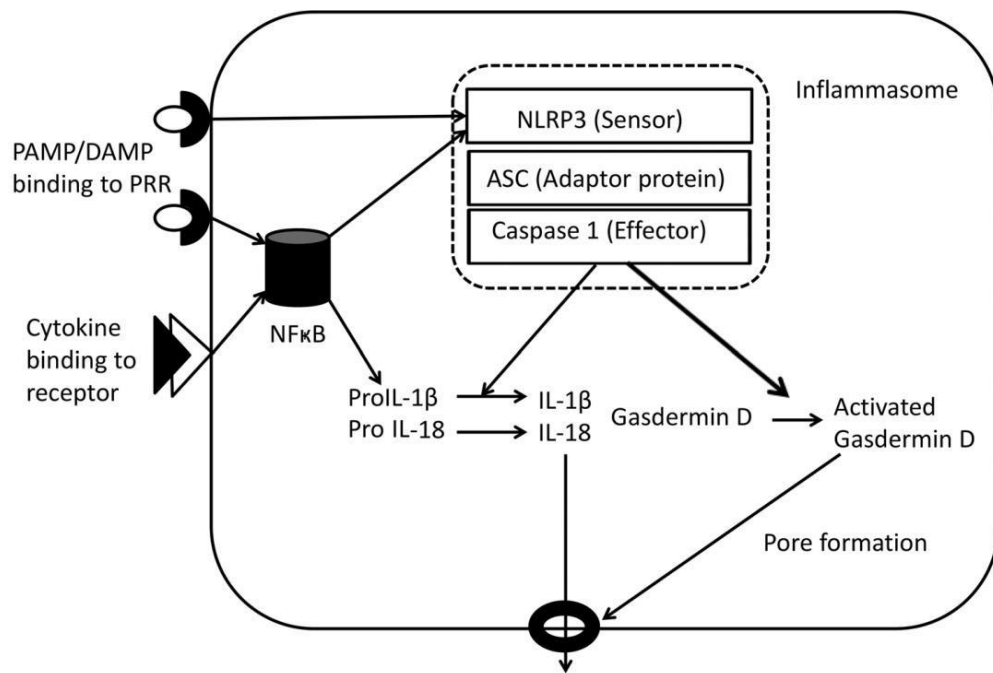 Inflammasome
NLRP3 (Sensor)
ASC (Adaptor protein)
Caspase 1 (Effector)
PAMP/DAMP
binding to PRR
NFκB
Cytokine
binding to
receptor
ProIL-1β
Pro IL-18
IL-1β
IL-18
Gasdermin D
Activated
Gasdermin D
Pore formation